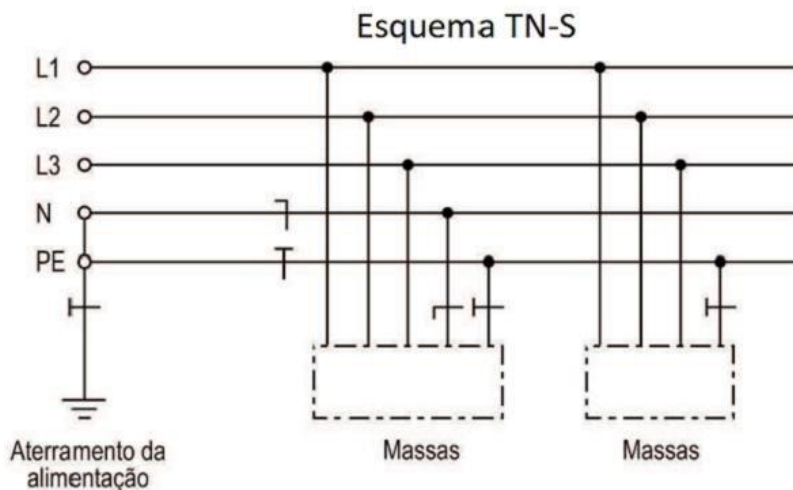 Esquema TN-S
L1
L2
L3
N
PE
Aterramento da
alimentação
Massas
Massas